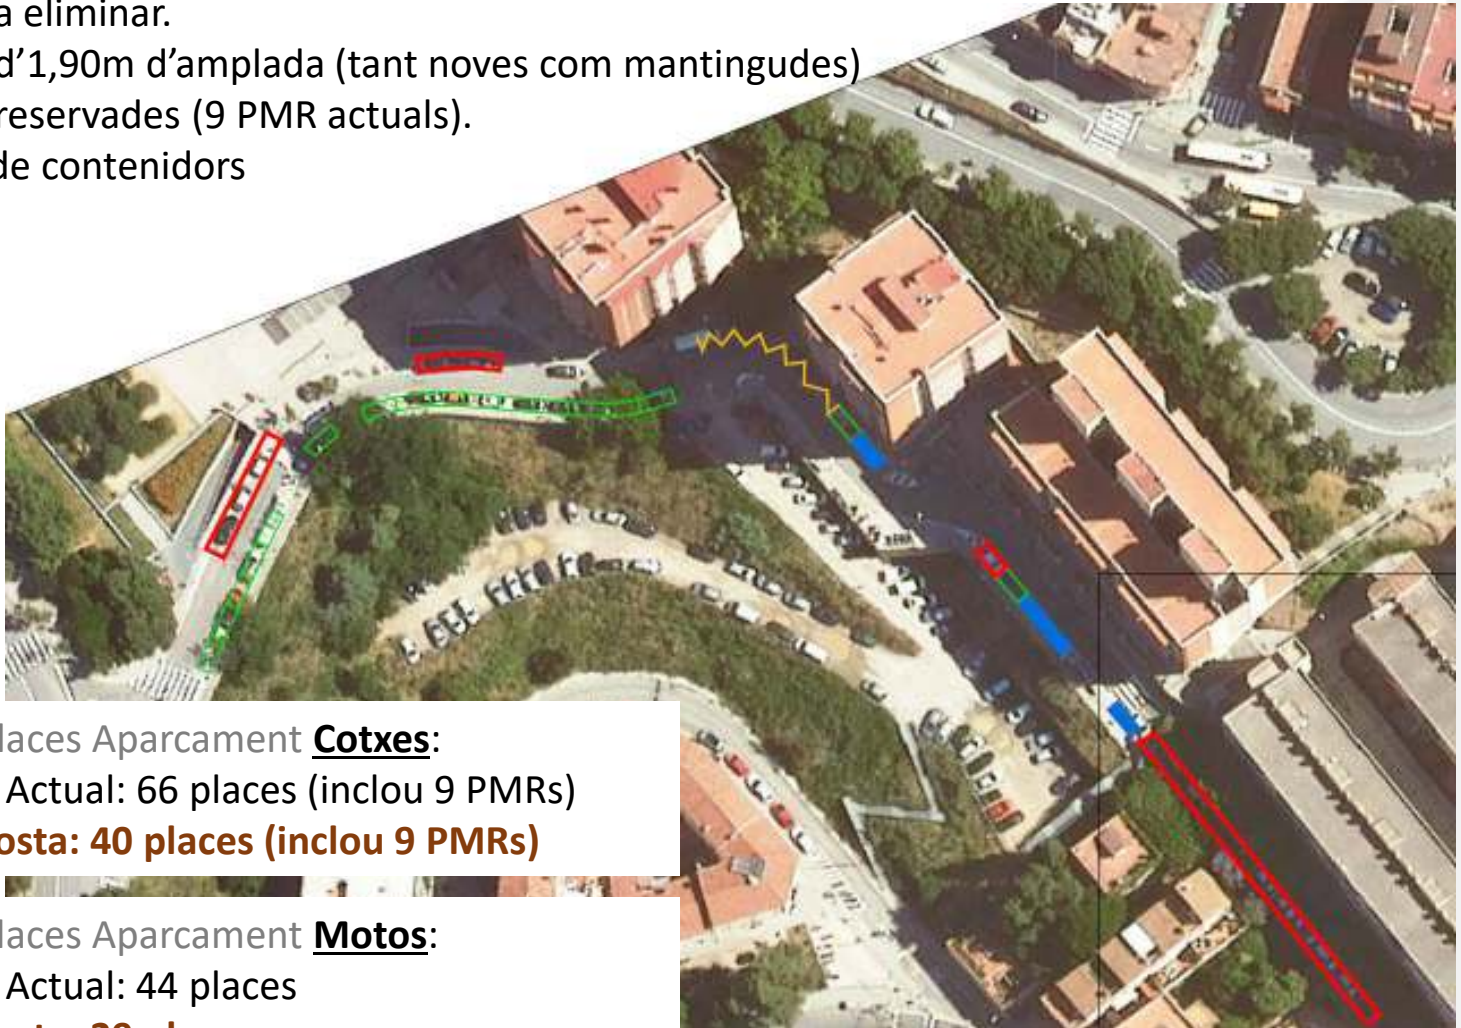 a eliminar.
d’1,90m d’amplada (tant noves com mantingudes)
reservades (9 PMR actuals).
de contenidors
laces Aparcament Cotxes:
Actual: 66 places (inclou 9 PMRs)
osta: 40 places (inclou 9 PMRs)
laces Aparcament Motos:
Actual: 44 places